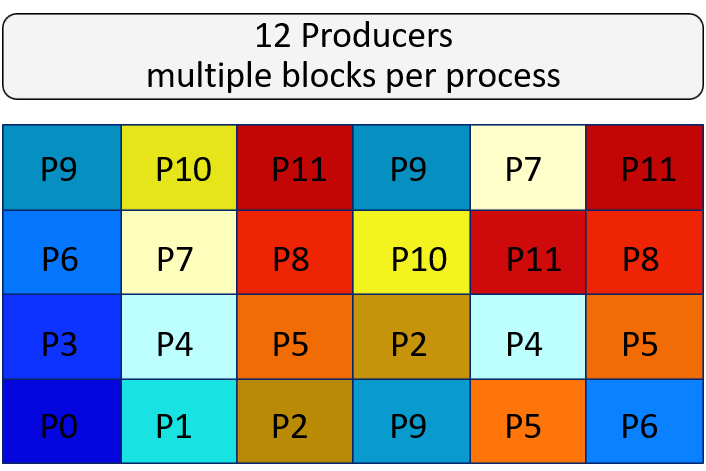 12 Producers
multiple blocks per process
P9 P10 P11 P9 P7 P11
P6 P7 P8 P10 P11 P8
P3 P4 P5 P2 P4 P5
P0 P1 P2 P9 P5 P6